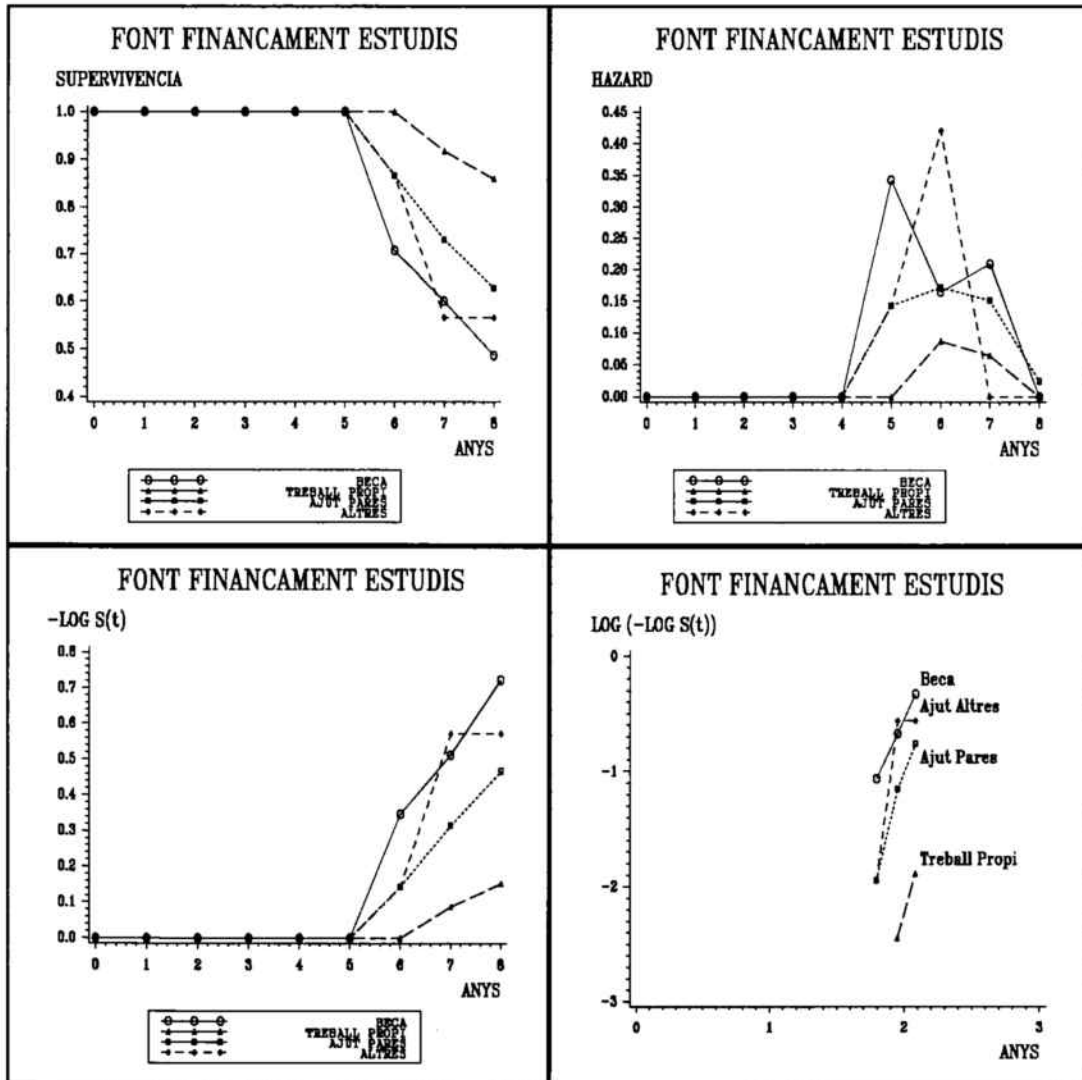 FONT FINANCAMENT ESTUDIS
SUPERVIVENCIA
1.0
0.9
0.8
0.7
0.6
0.5
0.4
0 1 2 3 4 5 6 7 8
ANYS
BECA
TREBALL PROPI
AJUT PARES
ALTRES
FONT FINANCAMENT ESTUDIS
HAZARD
0.45
0.40
0.35
0.30
0.25
0.20
0.15
0.10
0.05
0.00
0 1 2 3 4 5 6 7 8
ANYS
BECA
TREBALL PROPI
AJUT PARES
ALTRES
FONT FINANCAMENT ESTUDIS
-LOG S(t)
0.8
0.7
0.6
0.5
0.4
0.3
0.2
0.1
0.0
0 1 2 3 4 5 6 7 8
ANYS
BECA
TREBALL PROPI
AJUT PARES
ALTRES
FONT FINANCAMENT ESTUDIS
LOG (-LOG S(t))
0
Beca
Ajut Altres
-1
Ajut Pares
Treball Propi
-2
-3
0 1 2 3
ANYS